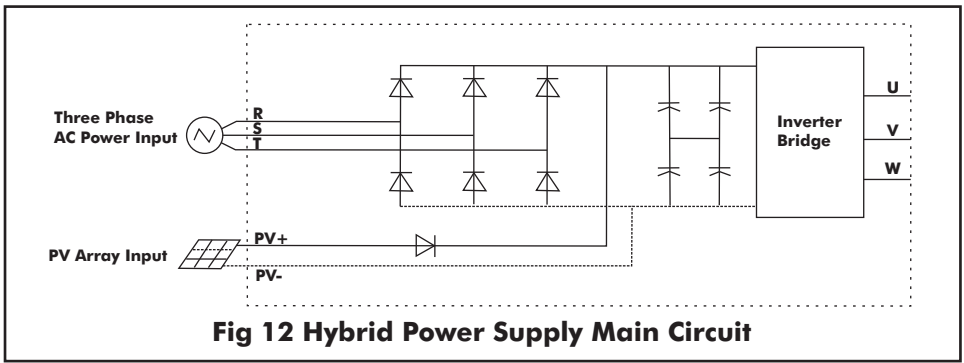 Three Phase
AC Power Input
R
S
T
Inverter
Bridge
U
V
W
PV Array Input
PV+
PV-
Fig 12 Hybrid Power Supply Main Circuit